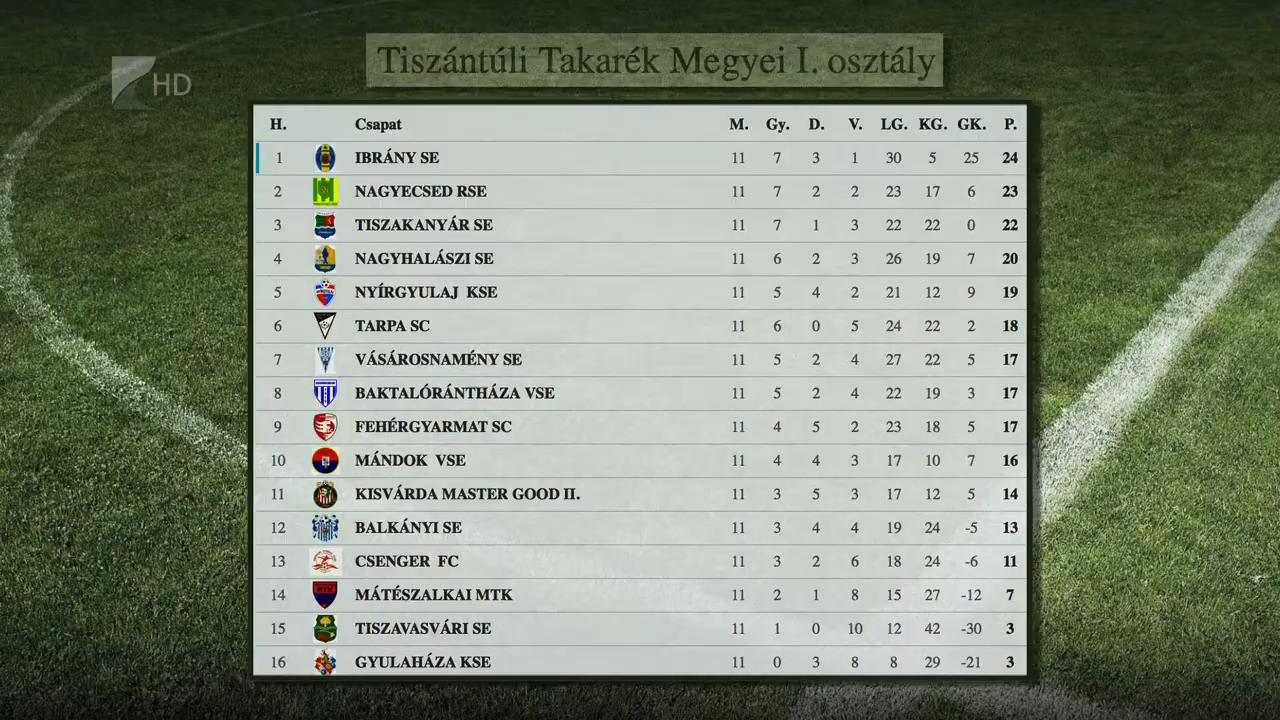 Tiszántúli Takarék Megyei I. osztály
HD
H. Csapat M. Gy. D. V. LG. KG. GK. P.
1 IBRÁNY SE 11 7 3 1 30 5 25 24
2 NAGYECSED RSE 11 7 2 2 23 17 6 23
3 TISZAKANYÁR SE 11 7 1 3 22 22 0 22
4 NAGYHALÁSZI SE 11 6 2 3 26 19 7 20
5 NYÍRGYULAJ KSE 11 5 4 2 21 12 9 19
6 TARPA SC 11 6 0 5 24 22 2 18
7 VÁSÁROSNAMÉNY SE 11 5 2 4 27 22 5 17
8 BAKTALÓRÁNTHÁZA VSE 11 5 2 4 22 19 3 17
9 FEHÉRGYARMAT SC 11 4 5 2 23 18 5 17
10 MÁNDOK VSE 11 4 4 3 17 10 7 16
11 KISVÁRDA MASTER GOOD II. 11 3 5 3 17 12 5 14
12 BALKÁNYI SE 11 3 4 4 19 24 -5 13
13 CSENGER FC 11 3 2 6 18 24 -6 11
14 MÁTÉSZALKAI MTK 11 2 1 8 15 27 -12 7
15 TISZAVASVÁRI SE 11 1 0 10 12 42 -30 3
16 GYULAHÁZA KSE 11 0 3 8 8 29 -21 3